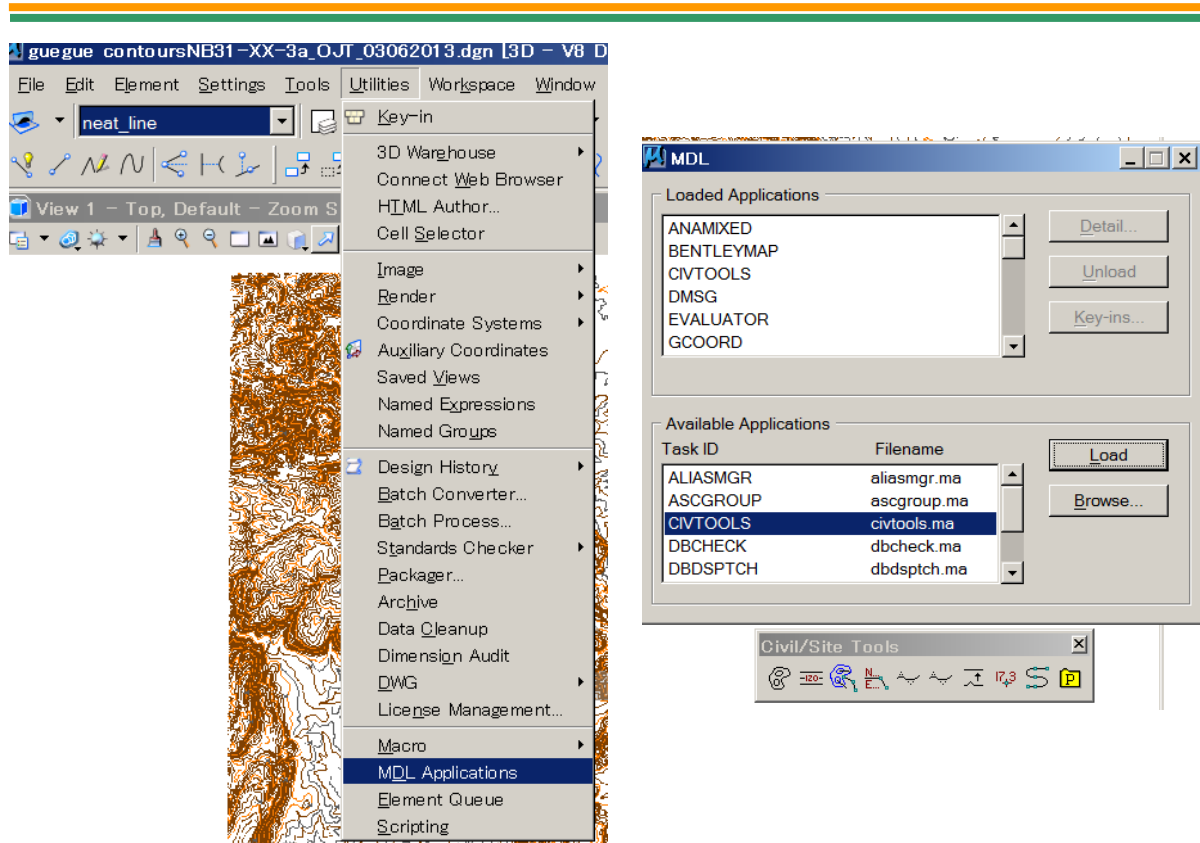 guegue contoursNB31-XX-3a_OJT_03062013.dgn [3D - V8 D
File Edit Element Settings Tools Utilities Workspace Window
neat_line
View 1 - Top, Default - Zoom S
Key-in
3D Warehouse
Connect Web Browser
HTML Author...
Cell Selector
Image
Render
Coordinate Systems
Auxiliary Coordinates
Saved Views
Named Expressions
Named Groups
Design History
Batch Converter...
Batch Process...
Standards Checker
Packager...
Archive
Data Cleanup
Dimension Audit
DWG
License Management...
Macro
MDL Applications
Element Queue
Scripting
MDL
Loaded Applications
ANAMIXED
BENTLEYMAP
CIVTOOLS
DMSG
EVALUATOR
GCOORD
Detail...
Unload
Key-ins...
Available Applications
Task ID Filename
ALIASMGR aliasmgr.ma
ASCGROUP ascgroup.ma
CIVTOOLS civtools.ma
DBCHECK dbcheck.ma
DBDSPTCH dbdsptch.ma
Load
Browse...
Civil/Site Tools
-120- N E... 17.3 P